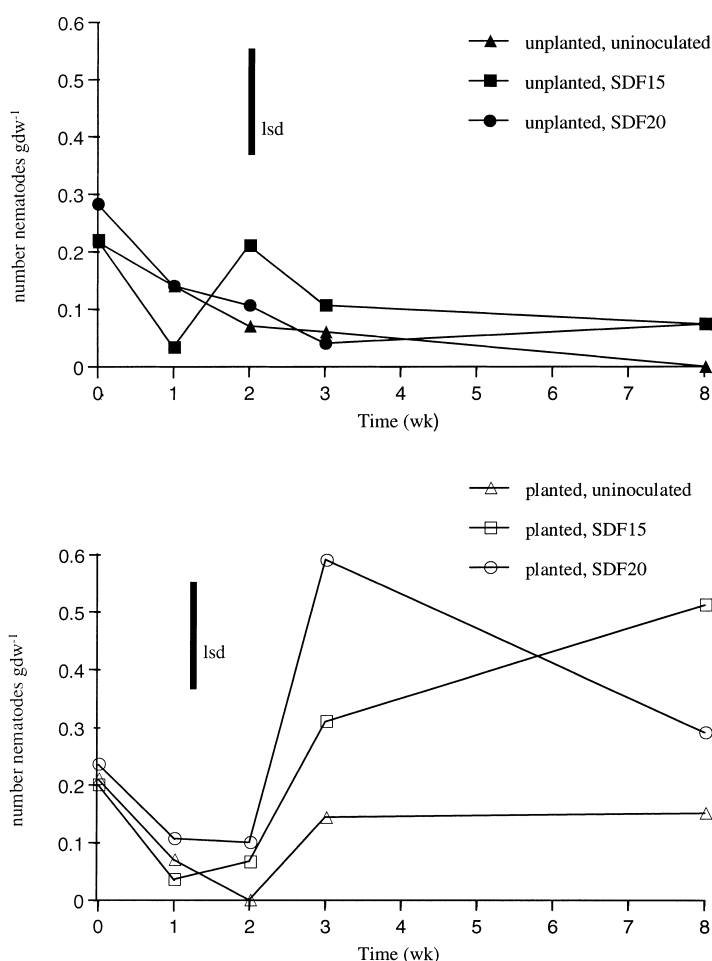 0.6
unplanted, uninoculated
0.5
unplanted, SDF15
0.4
lsd
unplanted, SDF20
0.3
0.2
0.1
0
number nematodes gdw-1
0 1 2 3 4 5 6 7 8
Time (wk)
planted, uninoculated
planted, SDF15
planted, SDF20
0.6
0.5
0.4
lsd
0.3
0.2
0.1
0
number nematodes gdw-1
0 1 2 3 4 5 6 7 8
Time (wk)